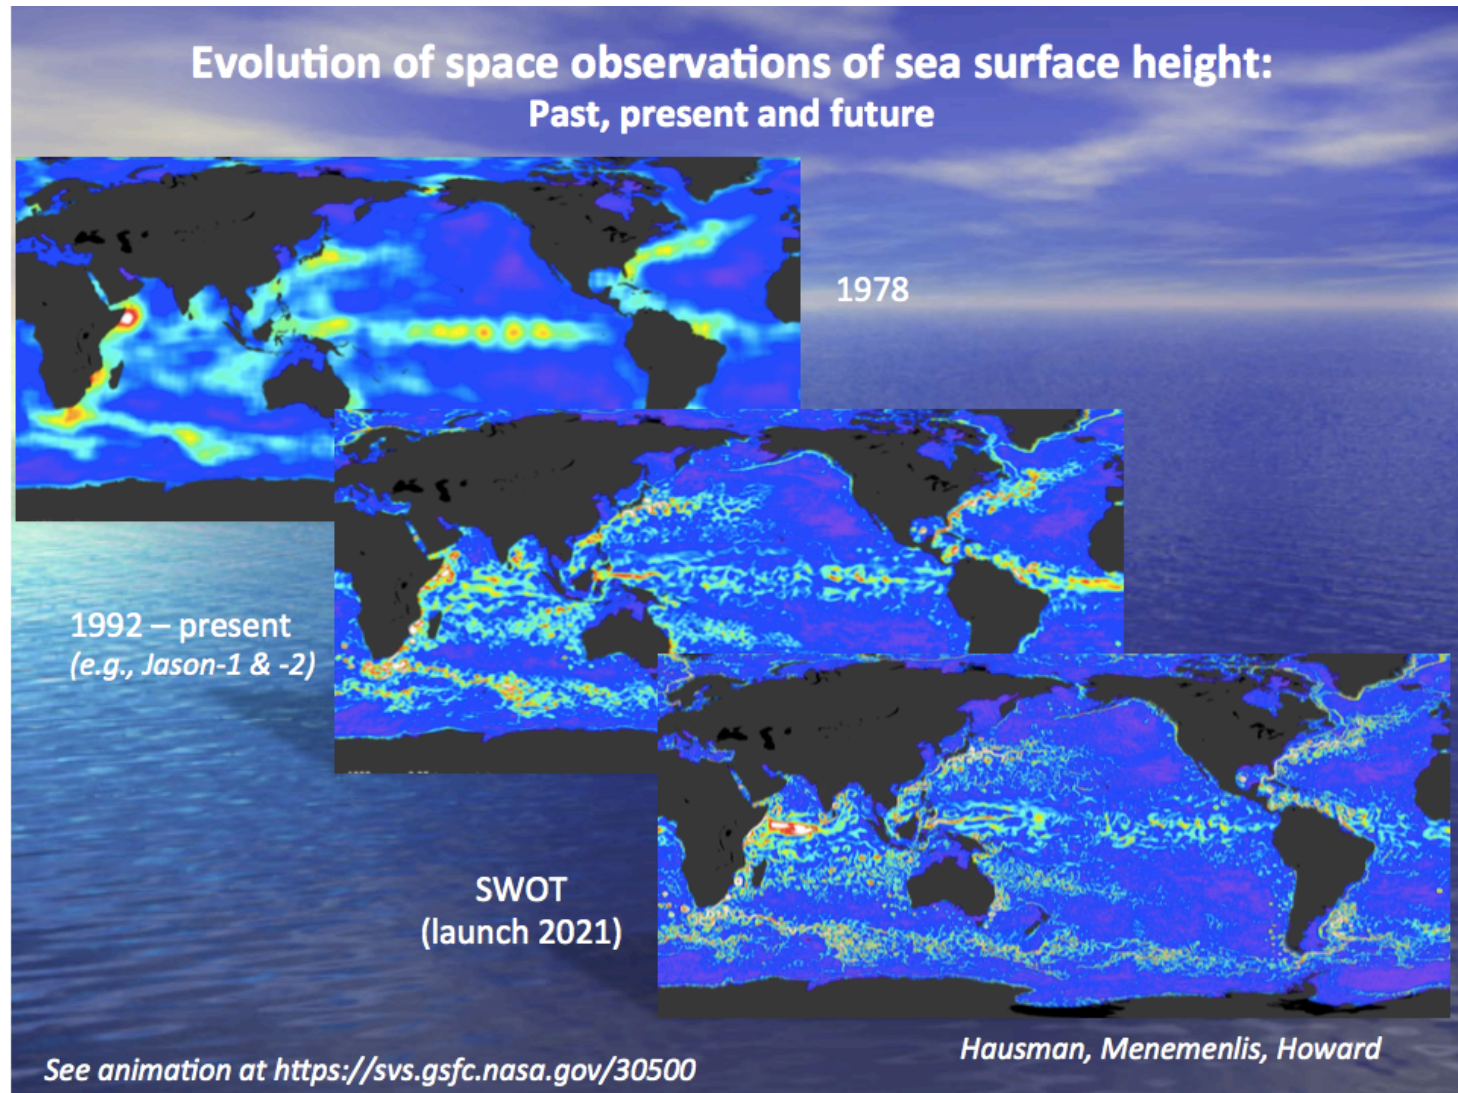 Evolution of space observations of sea surface height:
Past, present and future
1978
1992 – present
(e.g., Jason-1 & -2)
SWOT
(launch 2021)
Hausman, Menemenlis, Howard
See animation at https://svs.gsfc.nasa.gov/30500